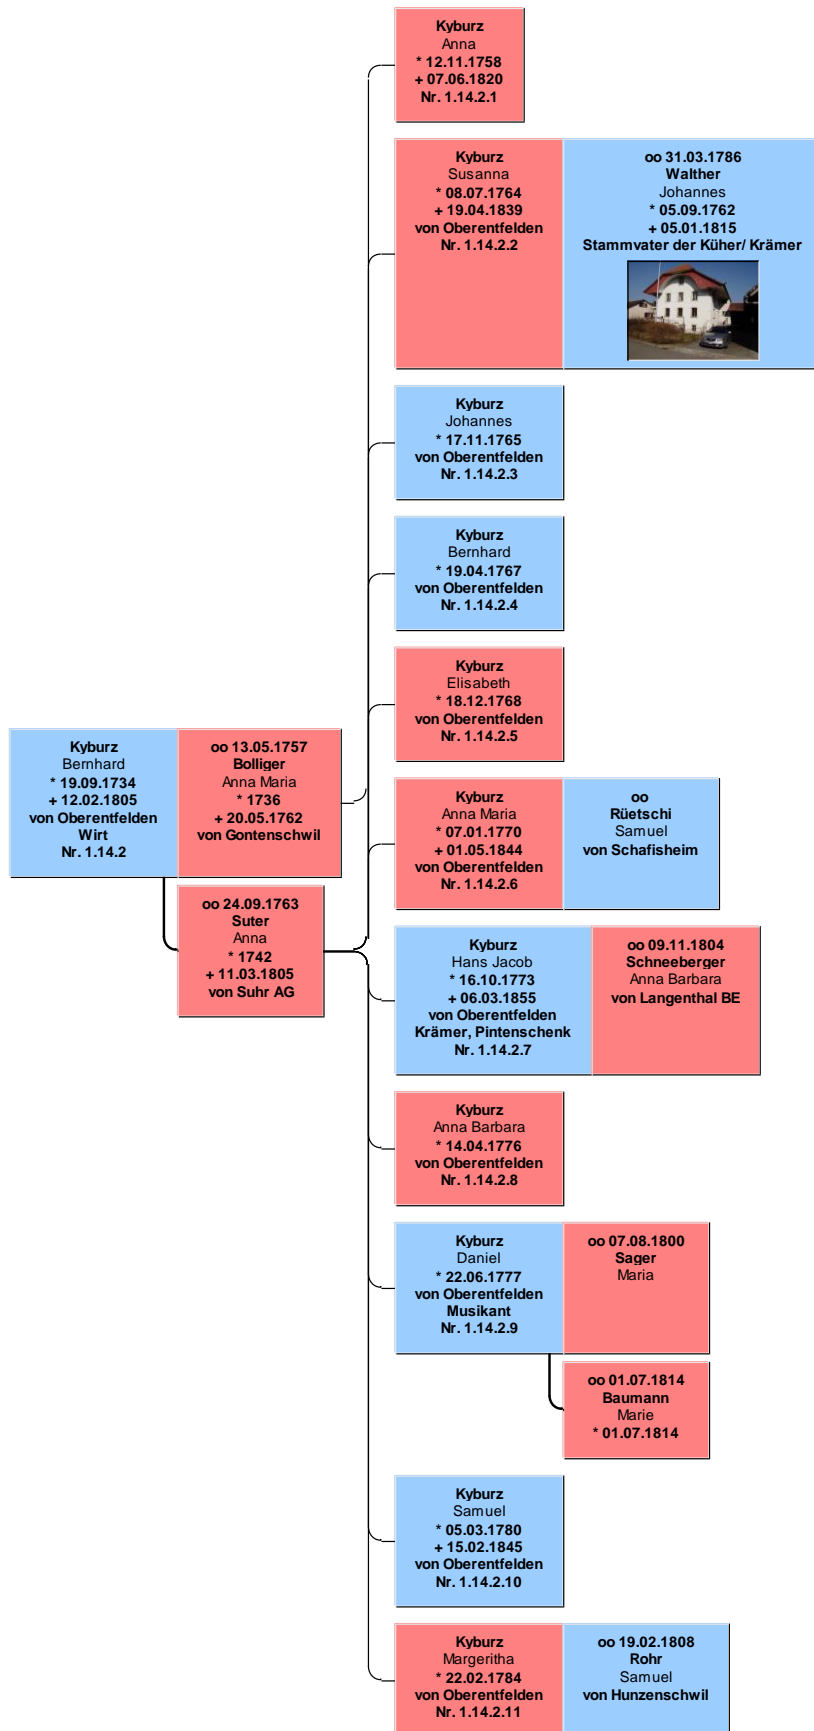 Kyburz
Anna
* 12.11.1758
+ 07.06.1820
Nr. 1.14.2.1
Kyburz
Susanna
* 08.07.1764
+ 19.04.1839
von Oberentfelden
Nr. 1.14.2.2
oo 31.03.1786
Walther
Johannes
* 05.09.1762
+ 05.01.1815
Stammvater der Küher/ Krämer
Kyburz
Johannes
* 17.11.1765
von Oberentfelden
Nr. 1.14.2.3
Kyburz
Bernhard
* 19.04.1767
von Oberentfelden
Nr. 1.14.2.4
Kyburz
Elisabeth
* 18.12.1768
von Oberentfelden
Nr. 1.14.2.5
Kyburz
Bernhard
* 19.09.1734
+ 12.02.1805
von Oberentfelden
Wirt
Nr. 1.14.2
oo 13.05.1757
Bolliger
Anna Maria
* 1736
+ 20.05.1762
von Gontenschwil
oo 24.09.1763
Suter
Anna
* 1742
+ 11.03.1805
von Suhr AG
Kyburz
Anna Maria
* 07.01.1770
+ 01.05.1844
von Oberentfelden
Nr. 1.14.2.6
oo
Rüetschi
Samuel
von Schafisheim
Kyburz
Hans Jacob
* 16.10.1773
+ 06.03.1855
von Oberentfelden
Krämer, Pintenschenk
Nr. 1.14.2.7
oo 09.11.1804
Schneeberger
Anna Barbara
von Langenthal BE
Kyburz
Anna Barbara
* 14.04.1776
von Oberentfelden
Nr. 1.14.2.8
Kyburz
Daniel
* 22.06.1777
von Oberentfelden
Musikant
Nr. 1.14.2.9
oo 07.08.1800
Sager
Maria
oo 01.07.1814
Baumann
Marie
* 01.07.1814
Kyburz
Samuel
* 05.03.1780
+ 15.02.1845
von Oberentfelden
Nr. 1.14.2.10
Kyburz
Margeritha
* 22.02.1784
von Oberentfelden
Nr. 1.14.2.11
oo 19.02.1808
Rohr
Samuel
von Hunzenschwil